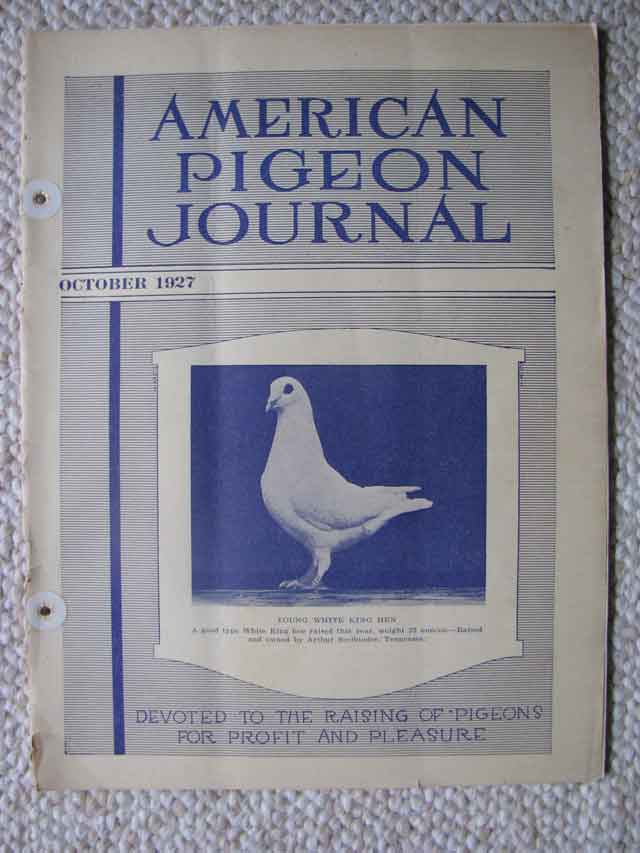 AMERICAN
PIGEON
JOURNAL
OCTOBER 1927
YOUNG WHITE KING HEN
A good type White King hen raised this year, weight ounces—Raised
and owned by Arthur Tennessee.
DEVOTED TO THE RAISING OF PIGEONS
FOR PROFIT AND PLEASURE